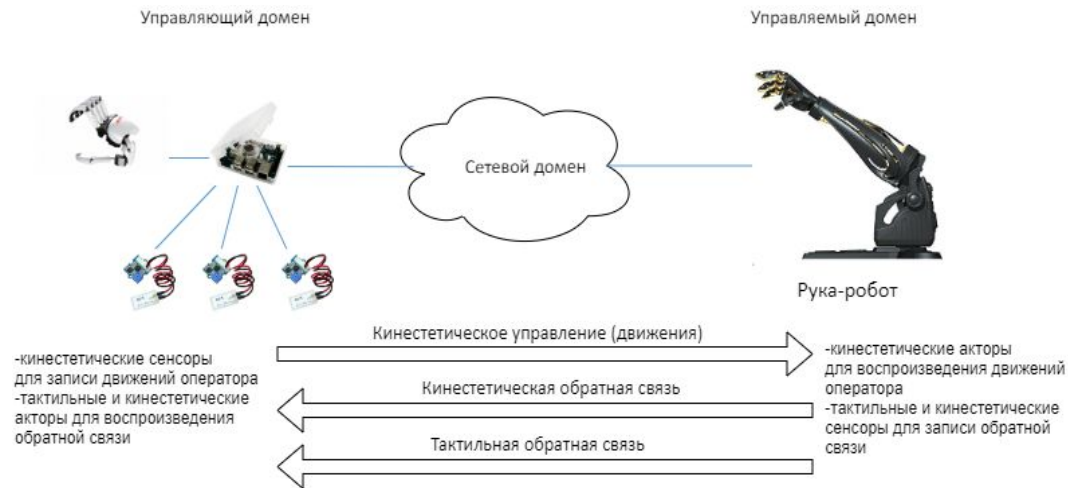 Управляющий домен
Управляемый домен
Сетевой домен
Рука-робот
Кинестетическое управление (движения)
-кинестетические сенсоры
для записи движений оператора
-тактильные и кинестетические
акторы для воспроизведения
обратной связи
Кинестетическая обратная связь
Тактильная обратная связь
-кинестетические акторы
для воспроизведения движений
оператора
-тактильные и кинестетические
сенсоры для записи обратной
связи